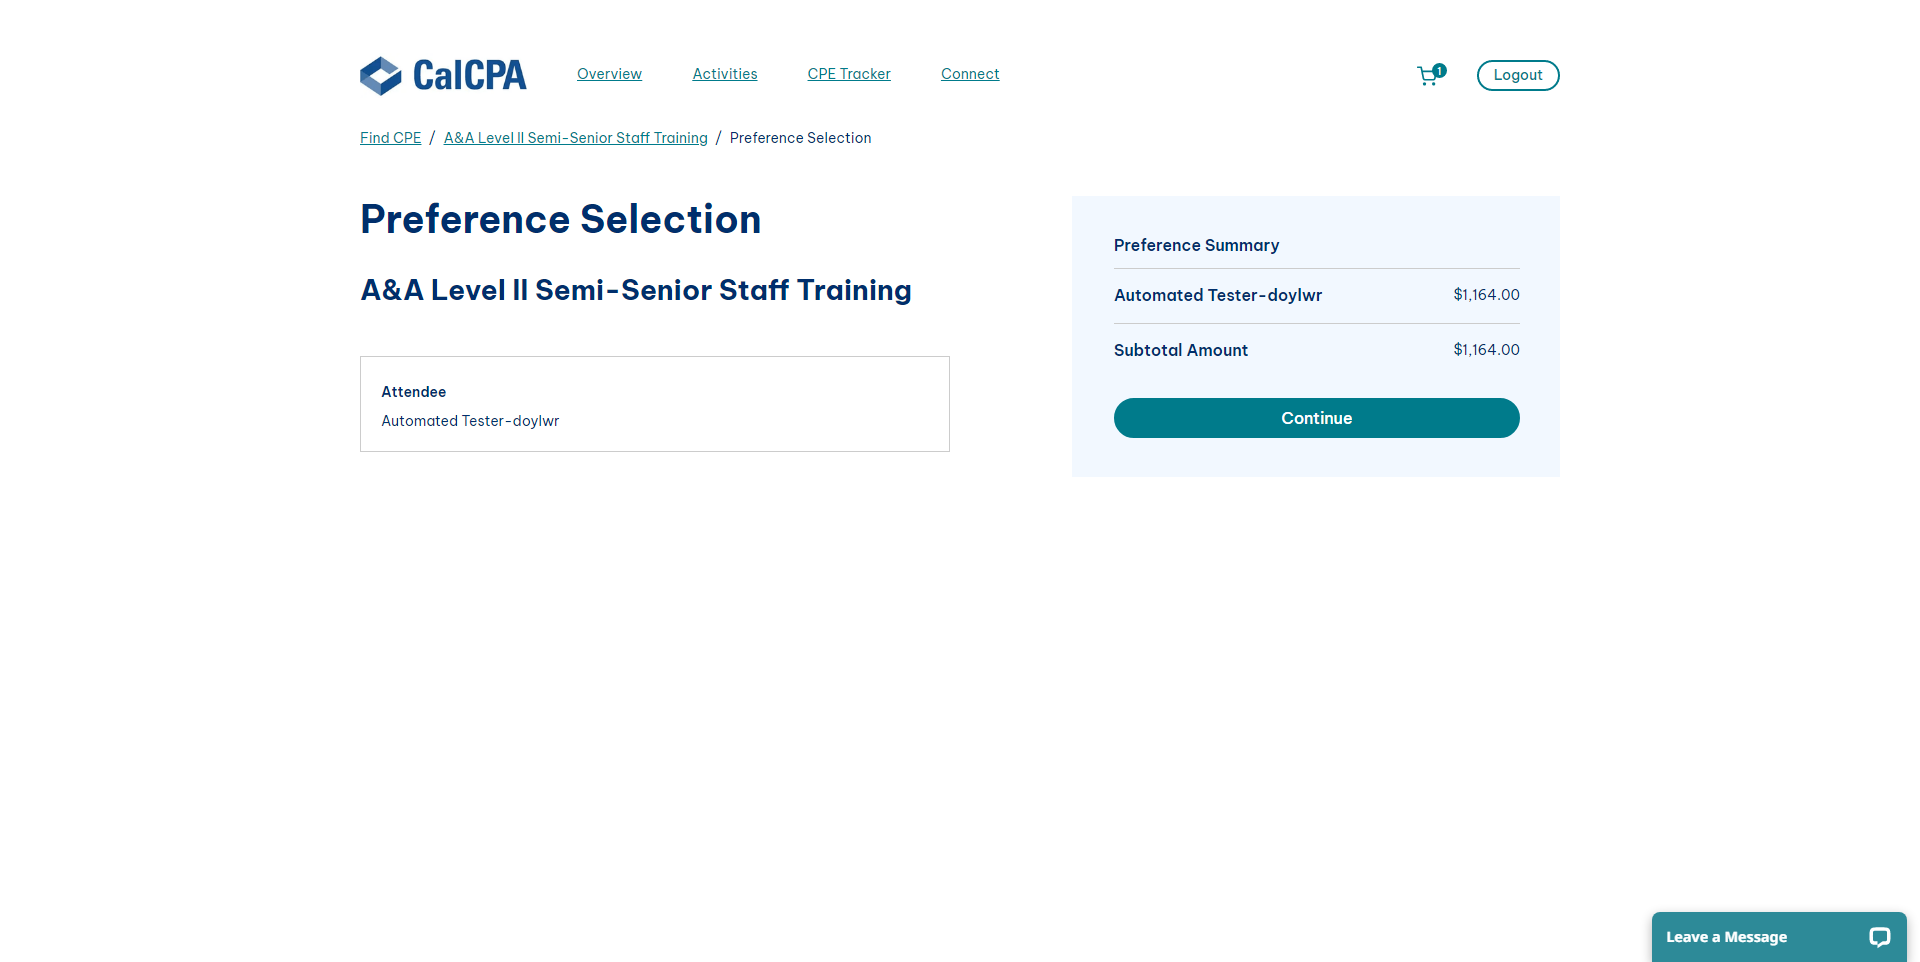 CalCPA
Overview
Activities
CPE Tracker
Connect
1
Logout
Find CPE / A&A Level II Semi-Senior Staff Training / Preference Selection
Preference Selection
A&A Level II Semi-Senior Staff Training
Attendee
Automated Tester-doylwr
Preference Summary
Automated Tester-doylwr $1,164.00
Subtotal Amount $1,164.00
Continue
Leave a Message